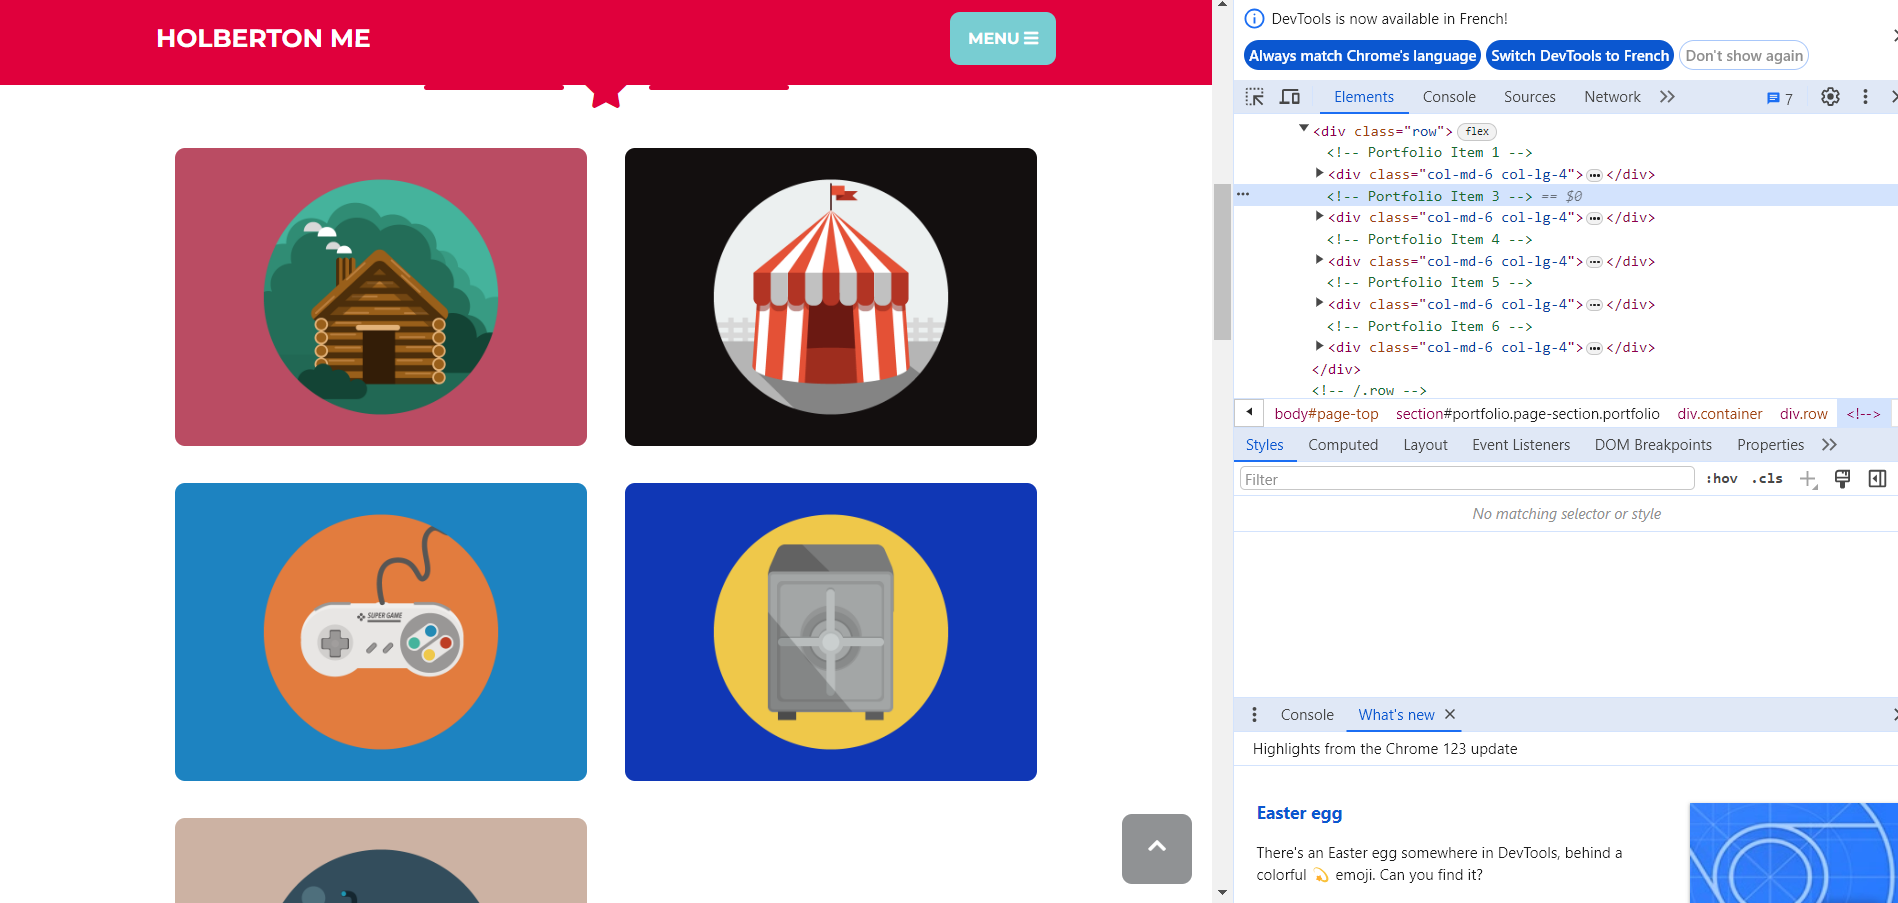 HOLBERTON ME
MENU
SUPER GAME
DevTools is now available in French!
Always match Chrome's language
Switch DevTools to French
Don't show again
Elements
Console
Sources
Network
7
<div class="row"> flex
<!-- Portfolio Item 1 -->
<div class="col-md-6 col-lg-4"> … </div>
<!-- Portfolio Item 3 --> == $0
<div class="col-md-6 col-lg-4"> … </div>
<!-- Portfolio Item 4 -->
<div class="col-md-6 col-lg-4"> … </div>
<!-- Portfolio Item 5 -->
<div class="col-md-6 col-lg-4"> … </div>
<!-- Portfolio Item 6 -->
<div class="col-md-6 col-lg-4"> … </div>
</div>
<!-- /.row -->
body#page-top section#portfolio.page-section.portfolio div.container div.row <!-->
Styles Computed Layout Event Listeners DOM Breakpoints Properties
Filter
:hov .cls
No matching selector or style
Console What's new
Highlights from the Chrome 123 update
Easter egg
There's an Easter egg somewhere in DevTools, behind a
colorful 💫 emoji. Can you find it?